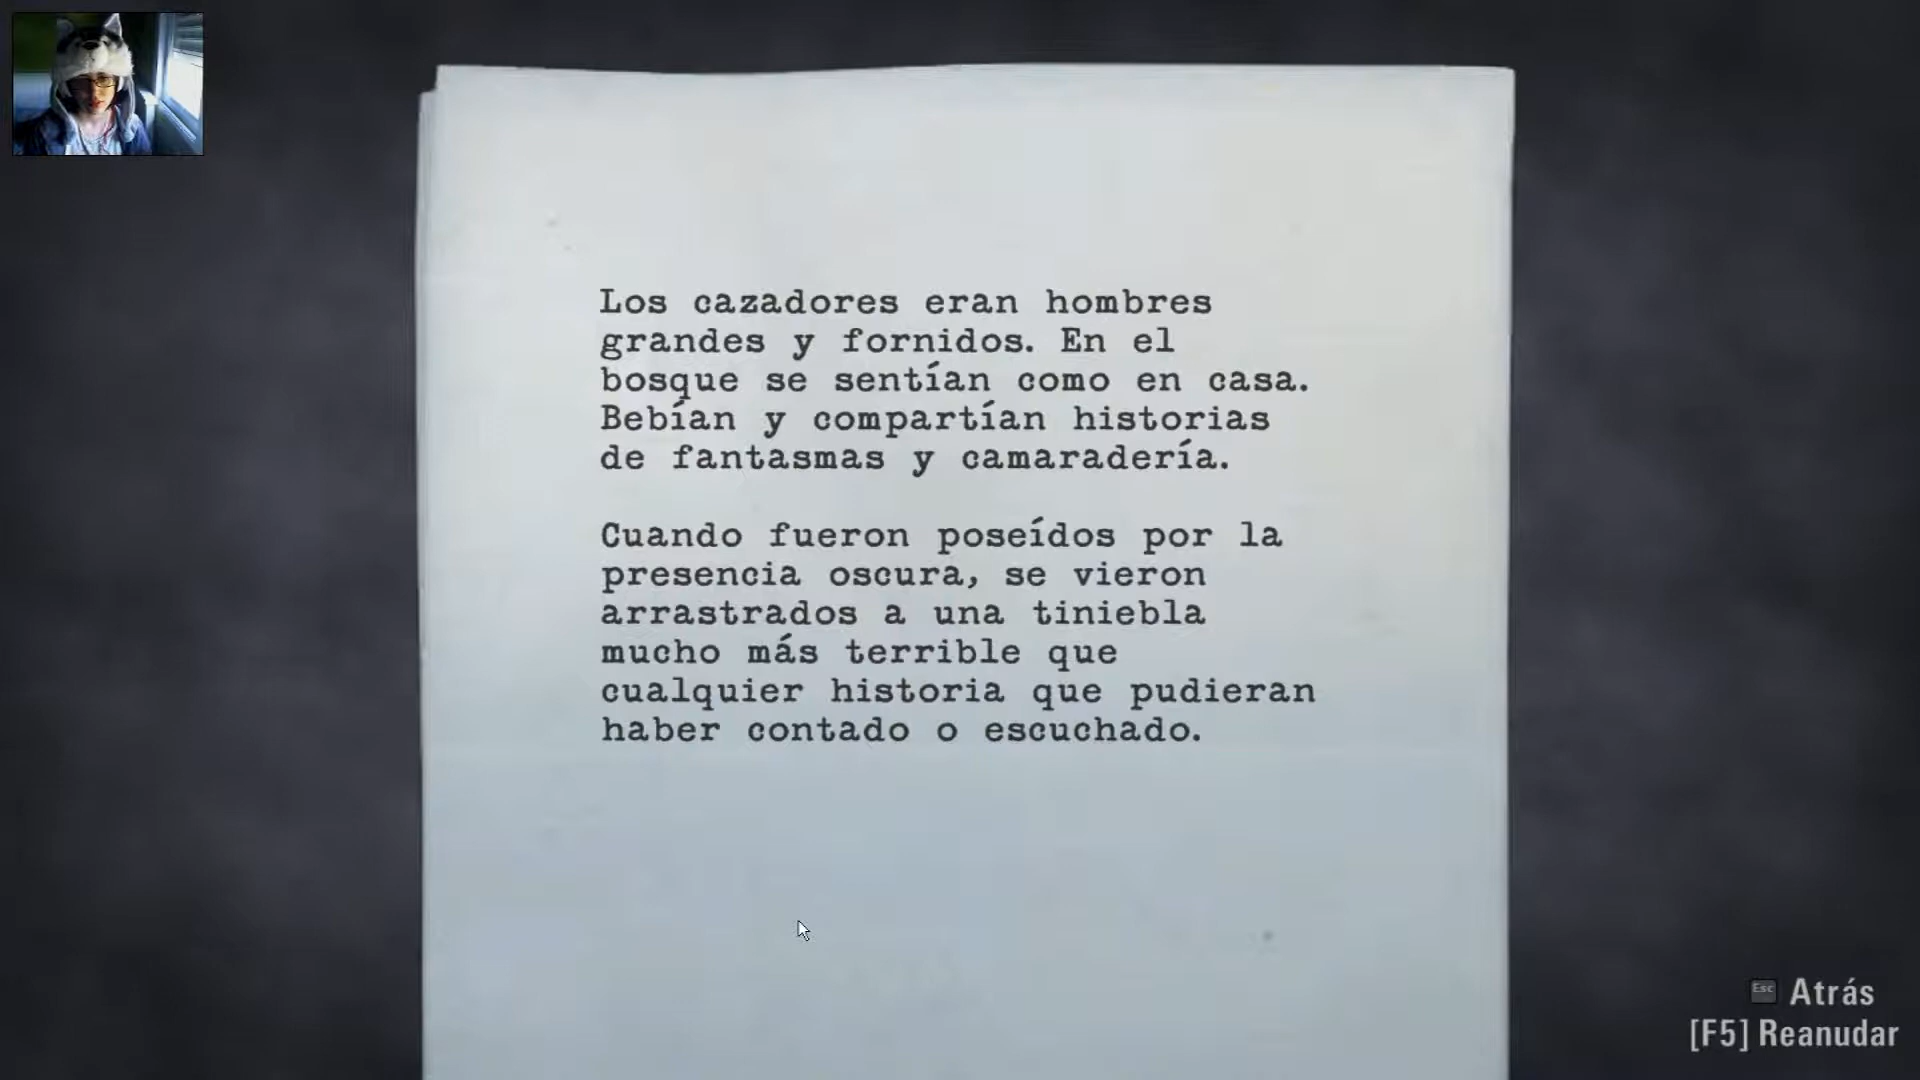 Los cazadores eran hombres
grandes y fornidos. En el
bosque se sentían como en casa.
Bebían y compartían historias
de fantasmas y camaradería.
Cuando fueron poseídos por la
presencia oscura, se vieron
arrastrados a una tiniebla
mucho más terrible que
cualquier historia que pudieran
haber contado o escuchado.
Esc Atrás
[F5] Reanudar